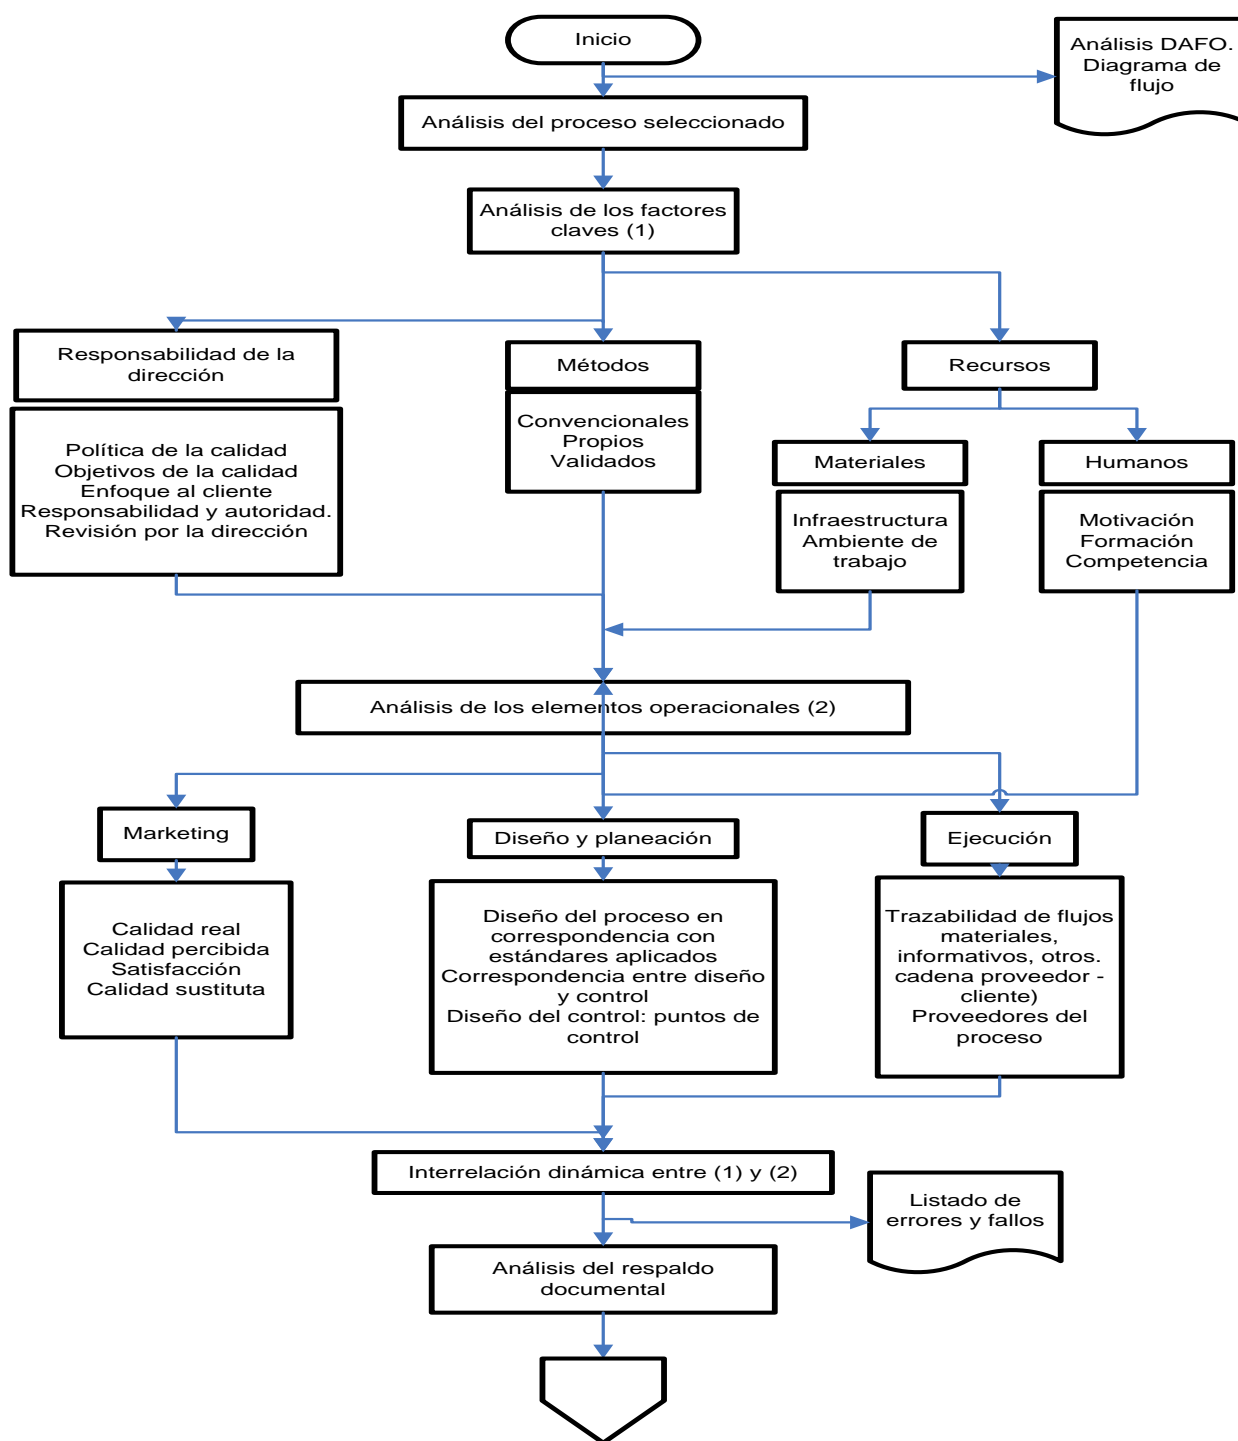 Inicio
Análisis DAFO.
Diagrama de
flujo
Análisis del proceso seleccionado
Análisis de los factores
claves (1)
Responsabilidad de la
dirección
Métodos
Recursos
Política de la calidad
Objetivos de la calidad
Enfoque al cliente
Responsabilidad y autoridad.
Revisión por la dirección
Convencionales
Propios
Validados
Materiales
Humanos
Infraestructura
Ambiente de
trabajo
Motivación
Formación
Competencia
Análisis de los elementos operacionales (2)
Marketing
Diseño y planeación
Ejecución
Calidad real
Calidad percibida
Satisfacción
Calidad sustituta
Diseño del proceso en
correspondencia con
estándares aplicados
Correspondencia entre diseño
y control
Diseño del control: puntos de
control
Trazabilidad de flujos
materiales,
informativos, otros.
cadena proveedor -
cliente)
Proveedores del
proceso
Interrelación dinámica entre (1) y (2)
Listado de
errores y fallos
Análisis del respaldo
documental